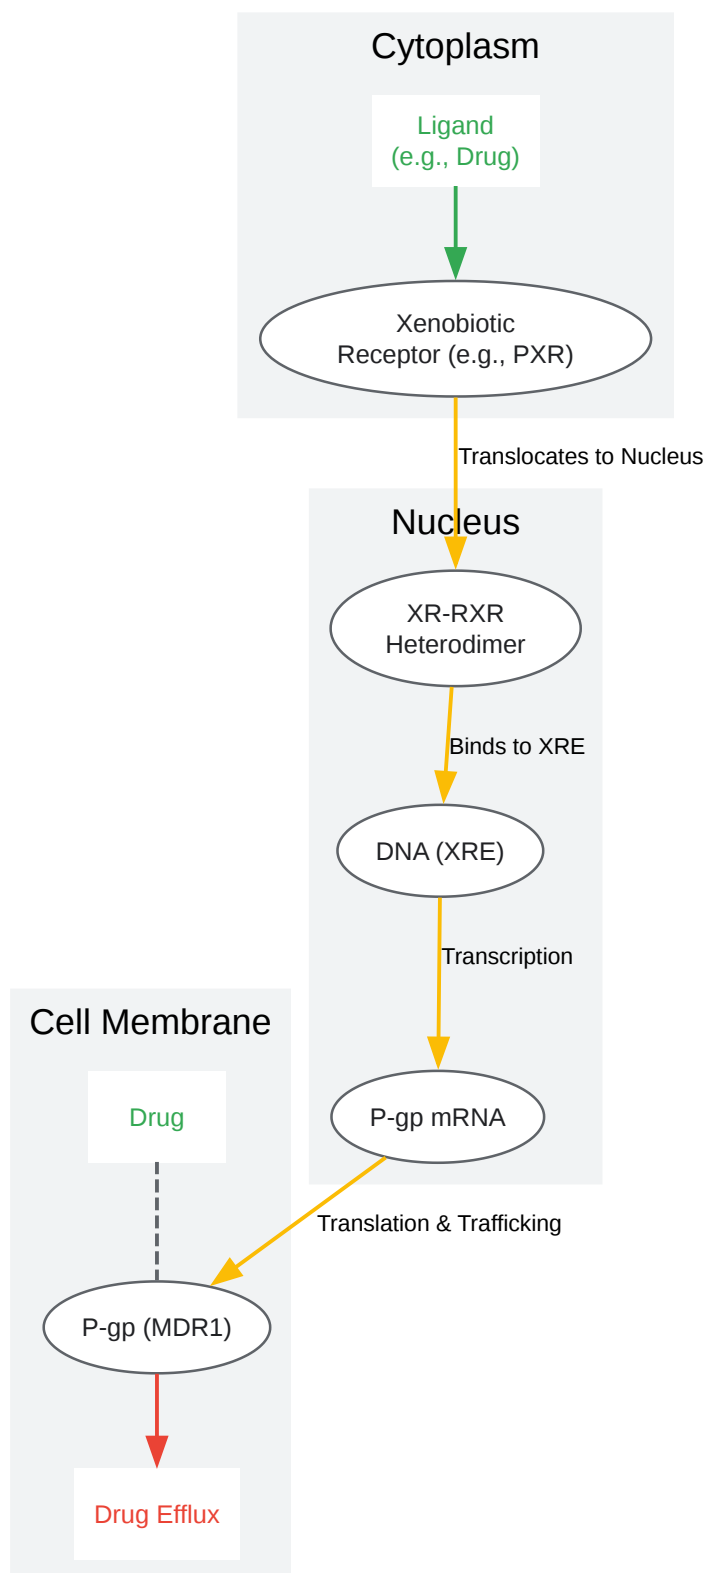 Cytoplasm
Ligand
(e.g., Drug)
Xenobiotic
Receptor (e.g., PXR)
Translocates to Nucleus
Nucleus
XR-RXR
Heterodimer
Binds to XRE
DNA (XRE)
Transcription
P-gp mRNA
Translation & Trafficking
Cell Membrane
Drug
P-gp (MDR1)
Drug Efflux